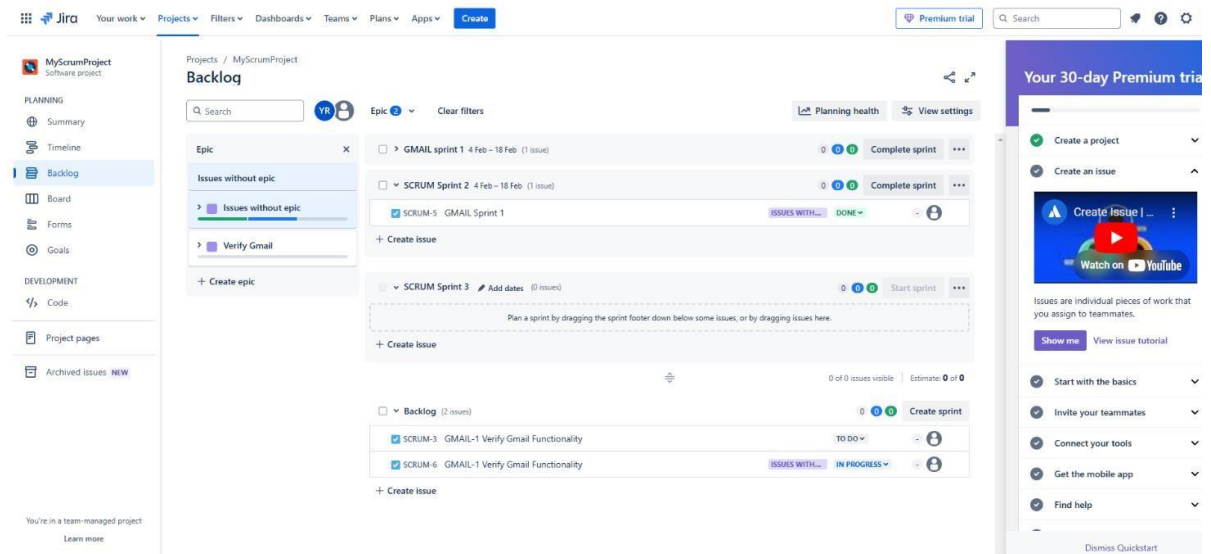 Jira Your work Projects Filters Dashboards Teams Plans Apps Create Premium trial Search
MyScrumProject
Software project
PLANNING
Summary
Timeline
Backlog
Board
Forms
Goals
DEVELOPMENT
Code
Project pages
Archived issues NEW
You're in a team-managed project
Learn more
Projects / MyScrumProject
Backlog
Search YR Epic 2 Clear filters Planning health View settings
Epic
Issues without epic
Issues without epic
Verify Gmail
+ Create epic
GMAIL sprint 1 4 Feb – 18 Feb (1 issue) 0 0 0 Complete sprint
SCRUM Sprint 2 4 Feb – 18 Feb (1 issue) 0 0 0 Complete sprint
SCRUM-5 GMAIL Sprint 1 ISSUES WITH... DONE -
+ Create issue
SCRUM Sprint 3 Add dates (0 issues) 0 0 0 Start sprint
Plan a sprint by dragging the sprint footer down below some issues, or by dragging issues here.
+ Create issue
0 of 0 issues visible Estimate: 0 of 0
Backlog (2 issues) 0 0 0 Create sprint
SCRUM-3 GMAIL-1 Verify Gmail Functionality TO DO -
SCRUM-6 GMAIL-1 Verify Gmail Functionality ISSUES WITH... IN PROGRESS -
+ Create issue
Your 30-day Premium tria
Create a project
Create an issue
Create Issue | ...
Watch on YouTube
Issues are individual pieces of work that
you assign to teammates.
Show me View issue tutorial
Start with the basics
Invite your teammates
Connect your tools
Get the mobile app
Find help
Dismiss Quickstart